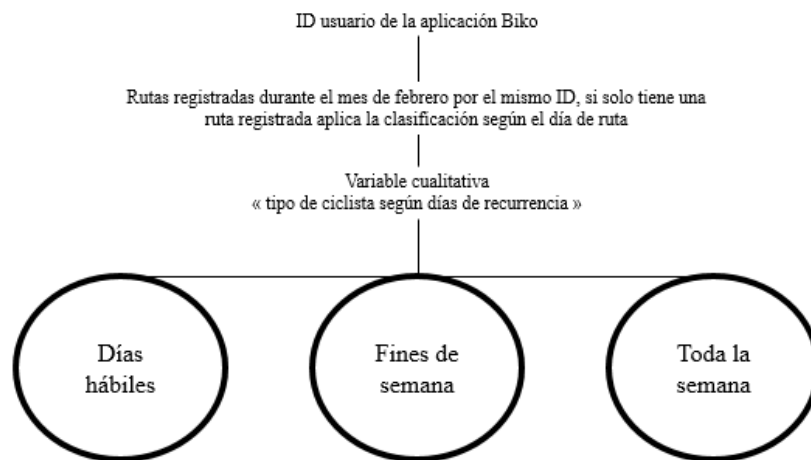 ID usuario de la aplicación Biko
Rutas registradas durante el mes de febrero por el mismo ID, si solo tiene una
ruta registrada aplica la clasificación según el día de ruta
Variable cualitativa
« tipo de ciclista según días de recurrencia »
Días
hábiles
Fines de
semana
Toda la
semana